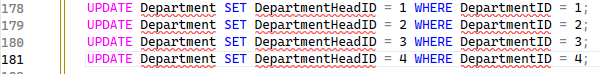 178 UPDATE Department SET DepartmentHeadID = 1 WHERE DepartmentID = 1;
179 UPDATE Department SET DepartmentHeadID = 2 WHERE DepartmentID = 2;
180 UPDATE Department SET DepartmentHeadID = 3 WHERE DepartmentID = 3;
181 UPDATE Department SET DepartmentHeadID = 4 WHERE DepartmentID = 4;